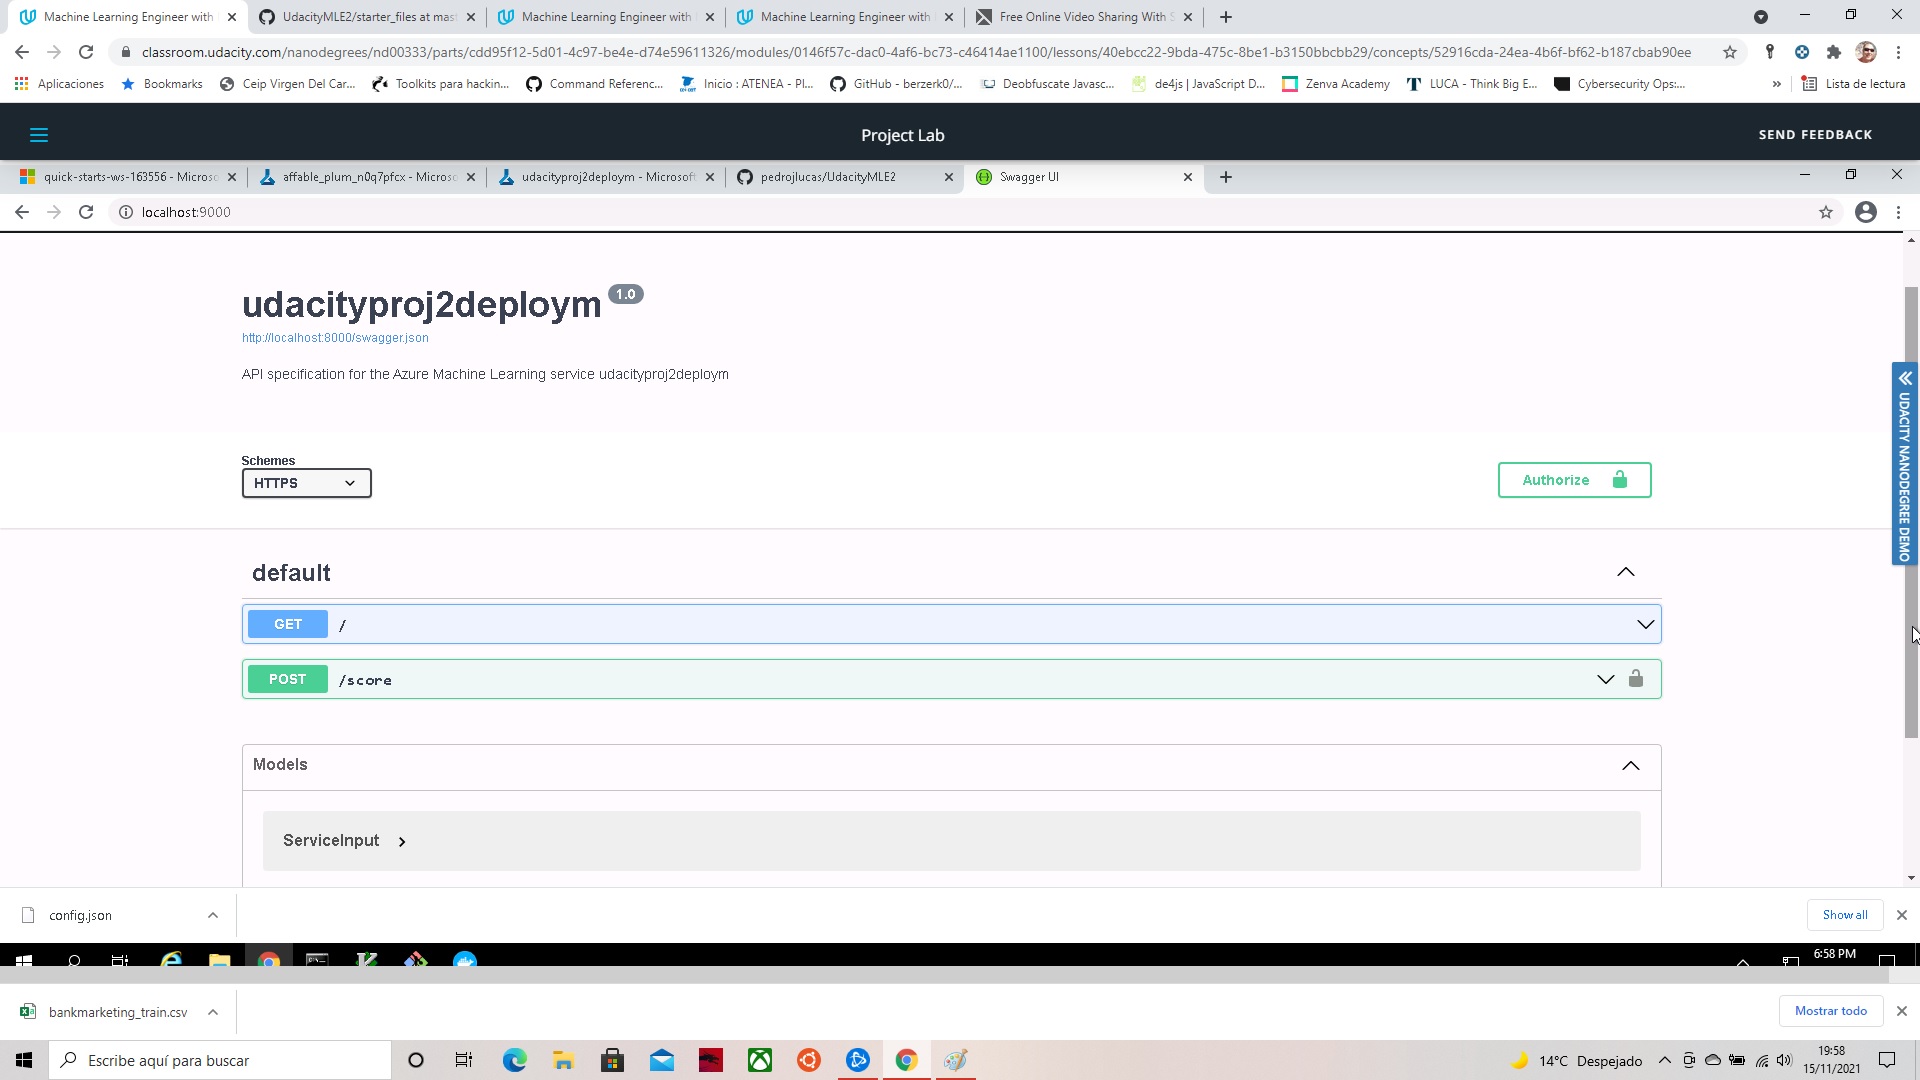 Machine Learning Engineer with
UdacityMLE2/starter_files at mast
Machine Learning Engineer with
Machine Learning Engineer with
Free Online Video Sharing With S
classroom.udacity.com/nanodegrees/nd00333/parts/cdd95f12-5d01-4c97-be4e-d74e59611326/modules/0146f57c-dac0-4af6-bc73-c46414ae1100/lessons/40ebcc22-9bda-475c-8be1-b3150bbcbb29/concepts/52916cda-24ea-4b6f-bf62-b187cbab90ee
Aplicaciones
Bookmarks
Ceip Virgen Del Car...
Toolkits para hackin...
Command Referenc...
Inicio : ATENEA - Pl...
GitHub - berzerk0/...
Deobfuscate Javasc...
de4js | JavaScript D...
Zenva Academy
LUCA - Think Big E...
Cybersecurity Ops:...
»
Lista de lectura
Project Lab
SEND FEEDBACK
quick-starts-ws-163556 - Microso
affable_plum_n0q7pfcx - Microso
udacityproj2deploym - Microsoft
pedrojlucas/UdacityMLE2
Swagger UI
localhost:9000
udacityproj2deploym 1.0
http://localhost:8000/swagger.json
API specification for the Azure Machine Learning service udacityproj2deploym
UDACITY NANODEGREE DEMO
Schemes
HTTPS
Authorize
default
GET /
POST /score
Models
ServiceInput
config.json
Show all
6:58 PM
bankmarketing_train.csv
Mostrar todo
Escribe aquí para buscar
14°C Despejado
19:58
15/11/2021